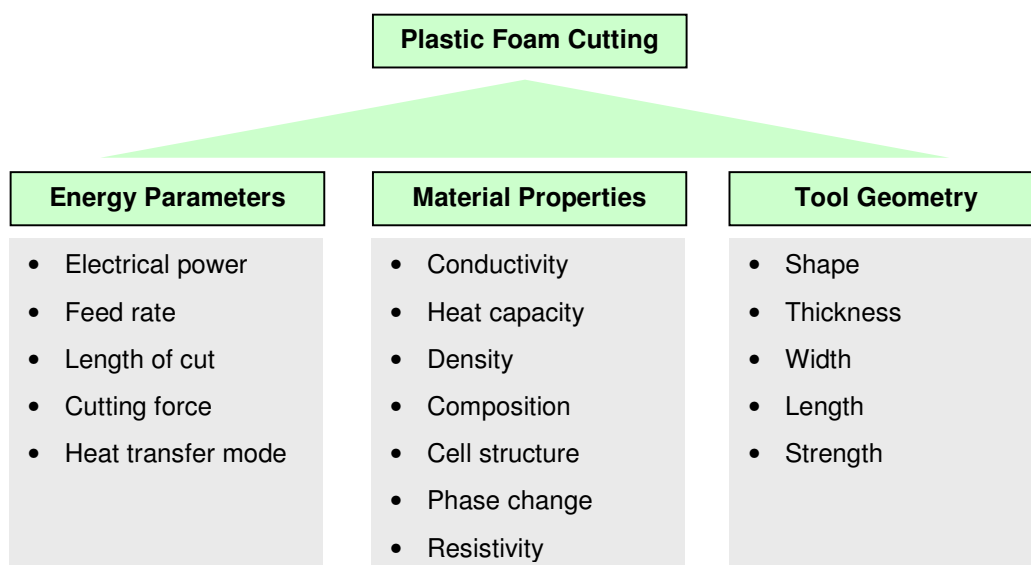 Plastic Foam Cutting
Energy Parameters
• Electrical power
• Feed rate
• Length of cut
• Cutting force
• Heat transfer mode
Material Properties
• Conductivity
• Heat capacity
• Density
• Composition
• Cell structure
• Phase change
• Resistivity
Tool Geometry
• Shape
• Thickness
• Width
• Length
• Strength